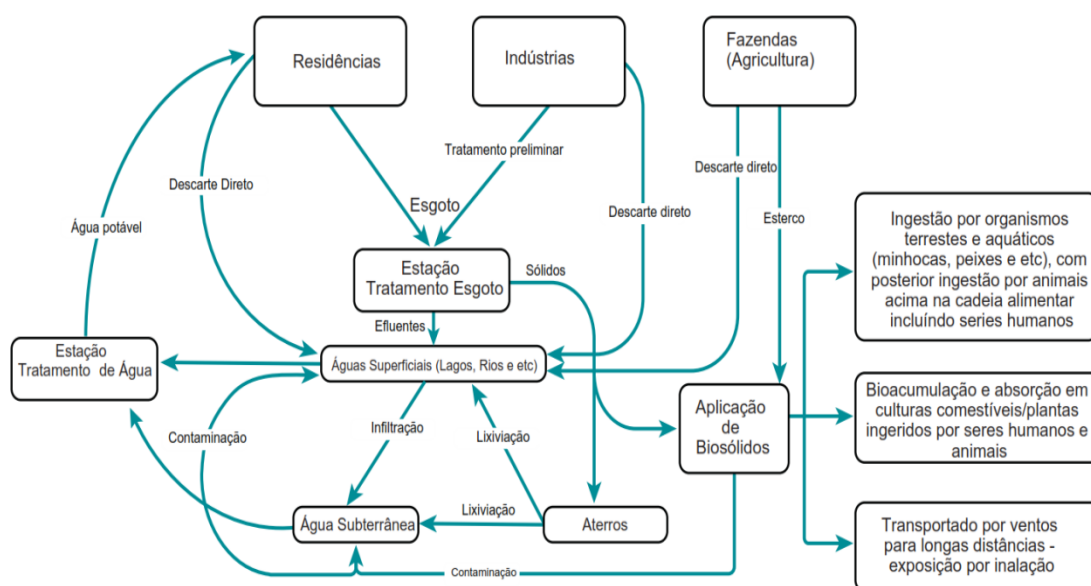 Residências
Indústrias
Fazendas
(Agricultura)
Tratamento preliminar
Descarte direto
Descarte Direto
Esgoto
Descarte direto
Água potável
Esterco
Estação
Tratamento Esgoto
Sólidos
Efluentes
Ingestão por organismos
terrestes e aquáticos
(minhocas, peixes e etc), com
posterior ingestão por animais
acima na cadeia alimentar
incluíndo series humanos
Estação
Tratamento de Água
Águas Superficiais (Lagos, Rios e etc)
Aplicação
de
Biosólidos
Bioacumulação e absorção em
culturas comestíveis/plantas
ingeridos por seres humanos e
animais
Contaminação
Infiltração
Lixiviação
Água Subterrânea
Lixiviação
Aterros
Transportado por ventos
para longas distâncias -
exposição por inalação
Contaminação